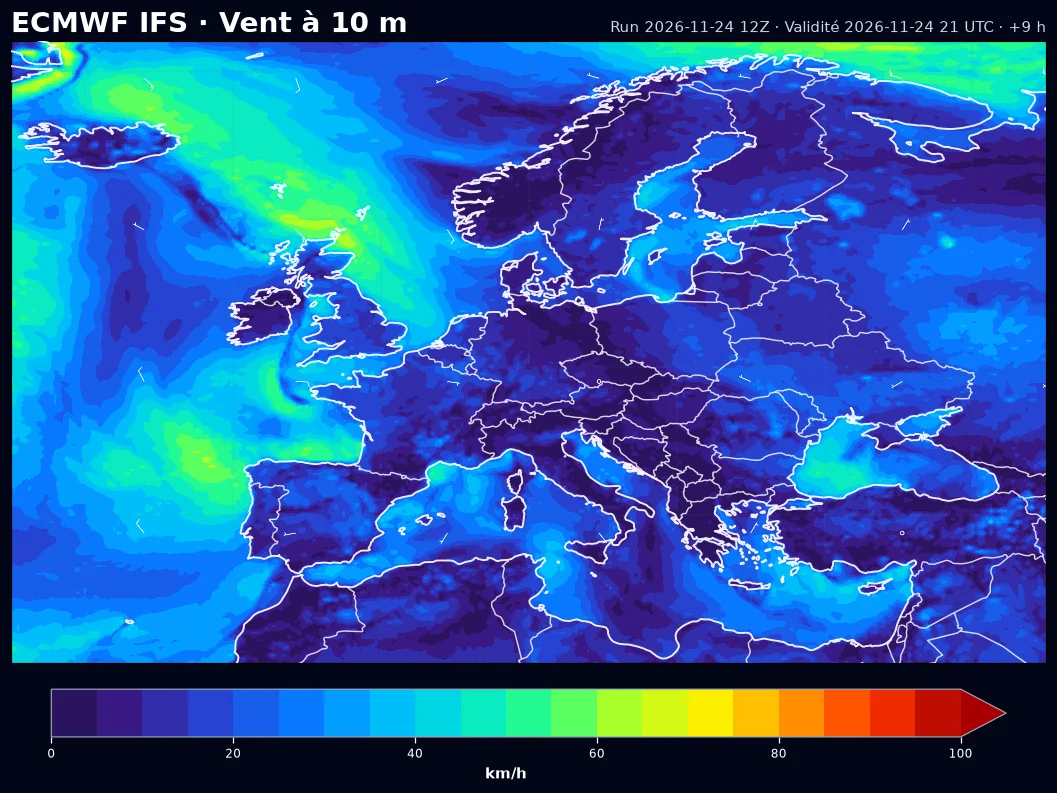 ECMWF IFS · Vent à 10 m
Run 2026-11-24 12Z · Validité 2026-11-24 21 UTC · +9 h
0 20 40 60 80 100
km/h